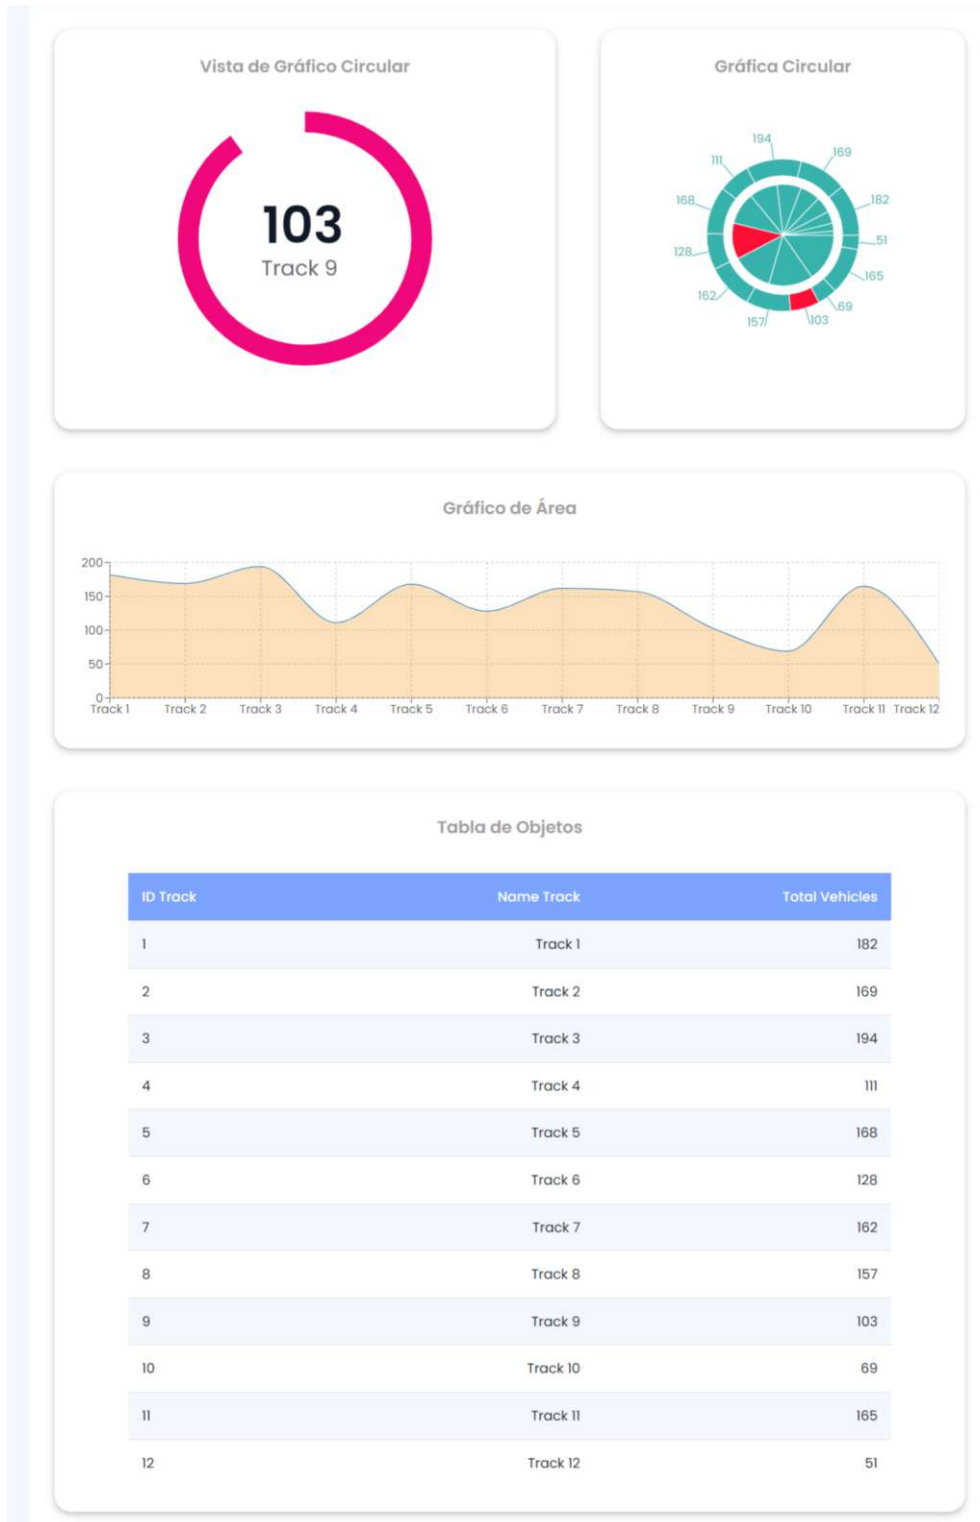 Vista de Gráfico Circular
103
Track 9
Gráfica Circular
194
169
111
182
168
51
128
165
162
69
157
103
Gráfico de Área
200
150
100
50
0
Track 1 Track 2 Track 3 Track 4 Track 5 Track 6 Track 7 Track 8 Track 9 Track 10 Track 11 Track 12
Tabla de Objetos
ID Track Name Track Total Vehicles
1 Track 1 182
2 Track 2 169
3 Track 3 194
4 Track 4 111
5 Track 5 168
6 Track 6 128
7 Track 7 162
8 Track 8 157
9 Track 9 103
10 Track 10 69
11 Track 11 165
12 Track 12 51